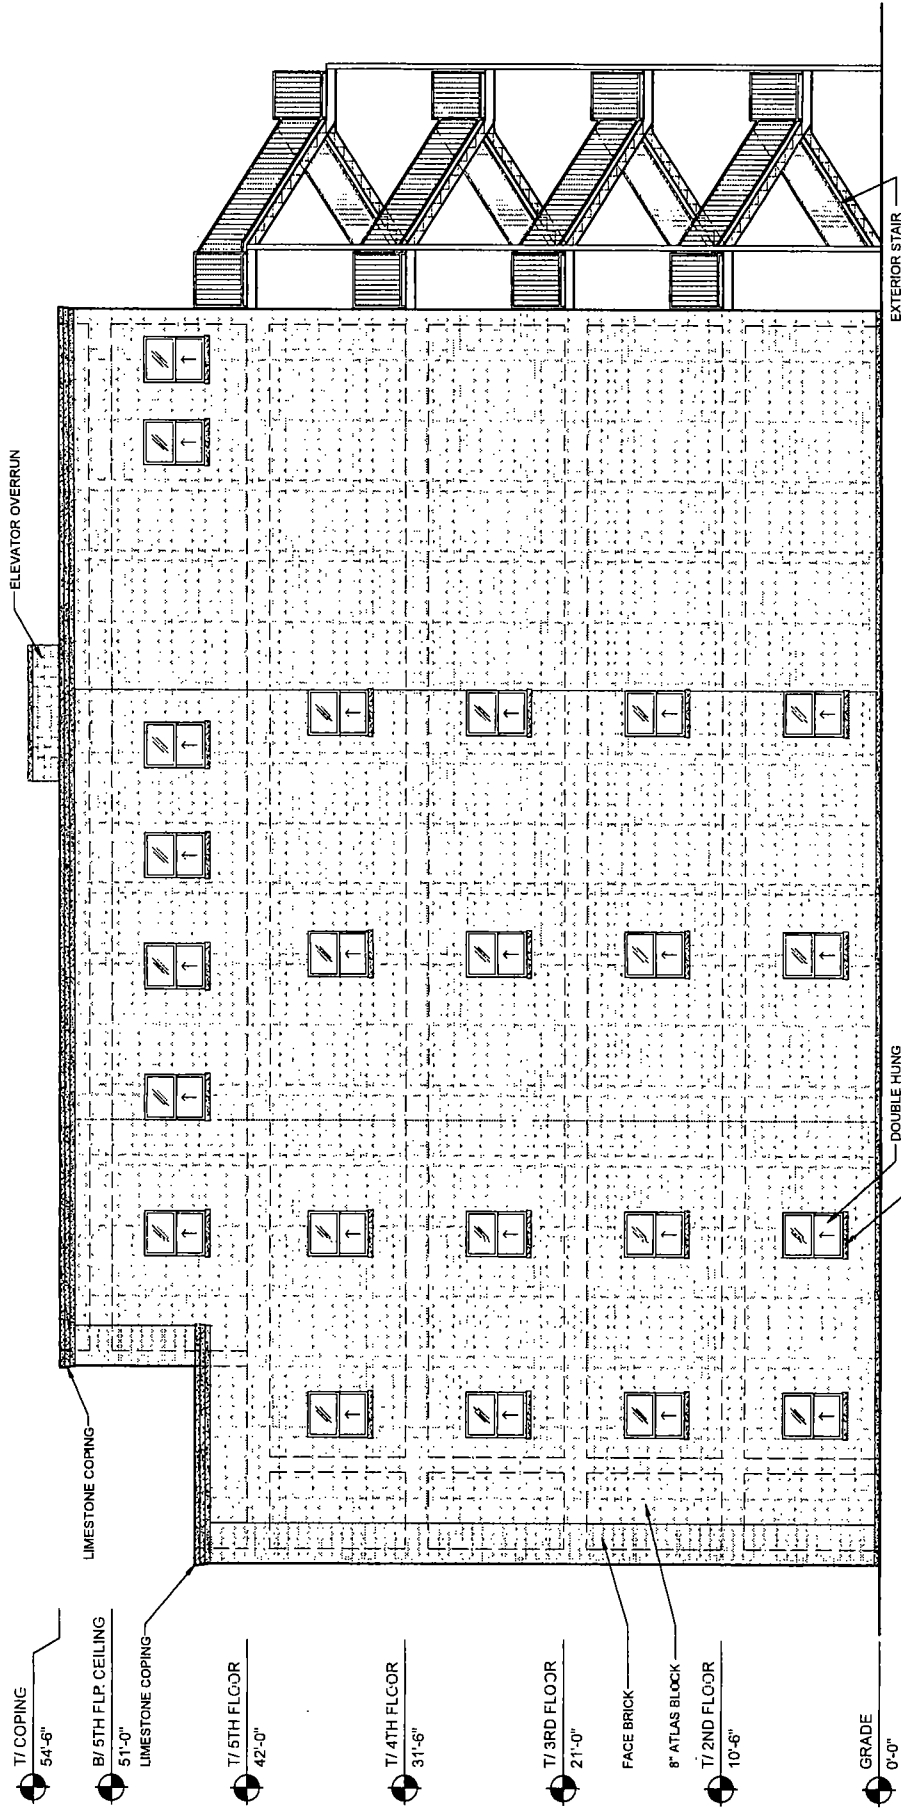 ELEVATOR OVERRUN
T/ COPING
54'-6"
LIMESTONE COPING
B/ 5TH FLR. CEILING
51'-0"
LIMESTONE COPING
T/ 5TH FLOOR
42'-0"
T/ 4TH FLOOR
31'-6"
T/ 3RD FLOOR
21'-0"
FACE BRICK
8" ATLAS BLOCK
T/ 2ND FLOOR
10'-6"
GRADE
0'-0"
DOUBLE HUNG
EXTERIOR STAIR